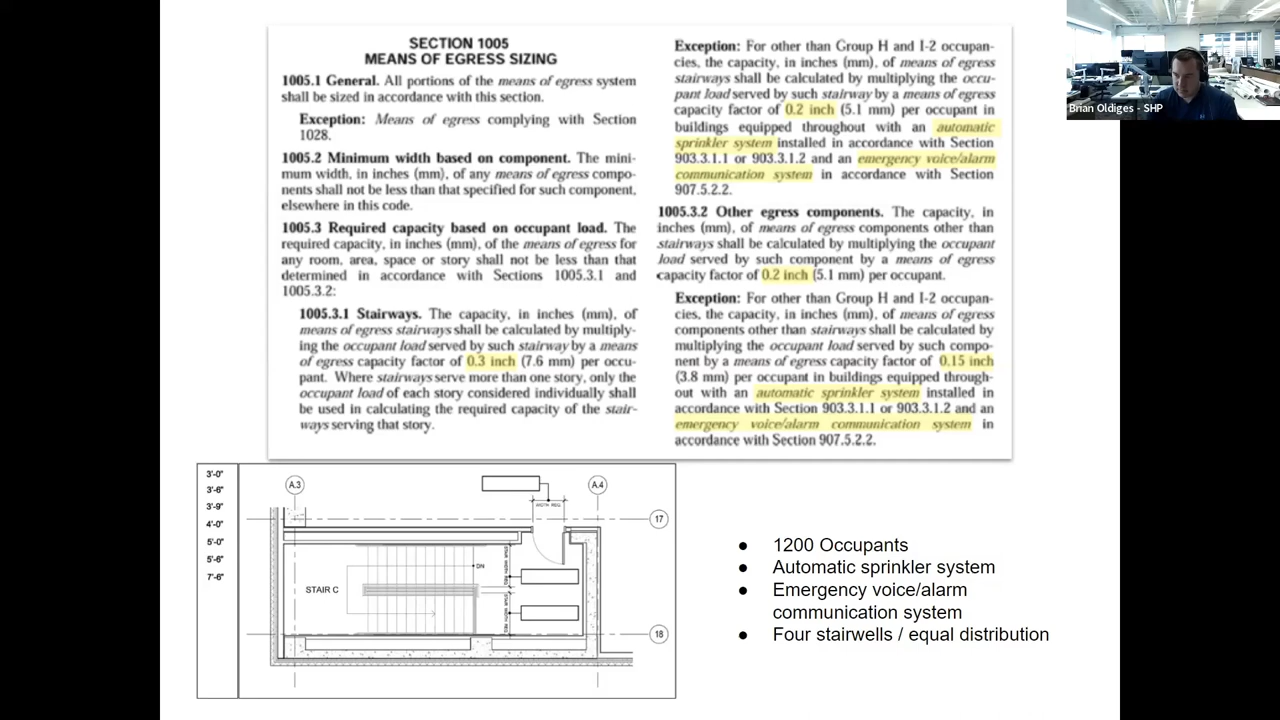 SECTION 1005
MEANS OF EGRESS SIZING
1005.1 General. All portions of the means of egress system
shall be sized in accordance with this section.
Exception: Means of egress complying with Section
1028.
1005.2 Minimum width based on component. The mini-
mum width, in inches (mm), of any means of egress compo-
nents shall not be less than that specified for such component,
elsewhere in this code.
1005.3 Required capacity based on occupant load. The
required capacity, in inches (mm), of the means of egress for
any room, area, space or story shall not be less than that
determined in accordance with Sections 1005.3.1 and
1005.3.2:
1005.3.1 Stairways. The capacity, in inches (mm), of
means of egress stairways shall be calculated by multiply-
ing the occupant load served by such stairway by a means
of egress capacity factor of 0.3 inch (7.6 mm) per occu-
pant. Where stairways serve more than one story, only the
occupant load of each story considered individually shall
be used in calculating the required capacity of the stair-
ways serving that story.
Exception: For other than Group H and I-2 occupan-
cies, the capacity, in inches (mm), of means of egress
stairways shall be calculated by multiplying the occu-
pant load served by such stairway by a means of egress
capacity factor of 0.2 inch (5.1 mm) per occupant in
buildings equipped throughout with an automatic
sprinkler system installed in accordance with Section
903.3.1.1 or 903.3.1.2 and an emergency voice/alarm
communication system in accordance with Section
907.5.2.2.
1005.3.2 Other egress components. The capacity, in
inches (mm), of means of egress components other than
stairways shall be calculated by multiplying the occupant
load served by such component by a means of egress
capacity factor of 0.2 inch (5.1 mm) per occupant.
Exception: For other than Group H and I-2 occupan-
cies, the capacity, in inches (mm), of means of egress
components other than stairways shall be calculated by
multiplying the occupant load served by such compo-
nent by a means of egress capacity factor of 0.15 inch
(3.8 mm) per occupant in buildings equipped through-
out with an automatic sprinkler system installed in
accordance with Section 903.3.1.1 or 903.3.1.2 and an
emergency voice/alarm communication system in
accordance with Section 907.5.2.2.
Brian Oldiges - SHP
3'-0"
3'-6"
3'-9"
4'-0"
5'-0"
5'-6"
7'-6"
A.3
A.4
WIDTH REQ.
17
DN
STAIR WIDTH REQ.
STAIR C
STAIR WIDTH REQ.
18
● 1200 Occupants
● Automatic sprinkler system
● Emergency voice/alarm
communication system
● Four stairwells / equal distribution